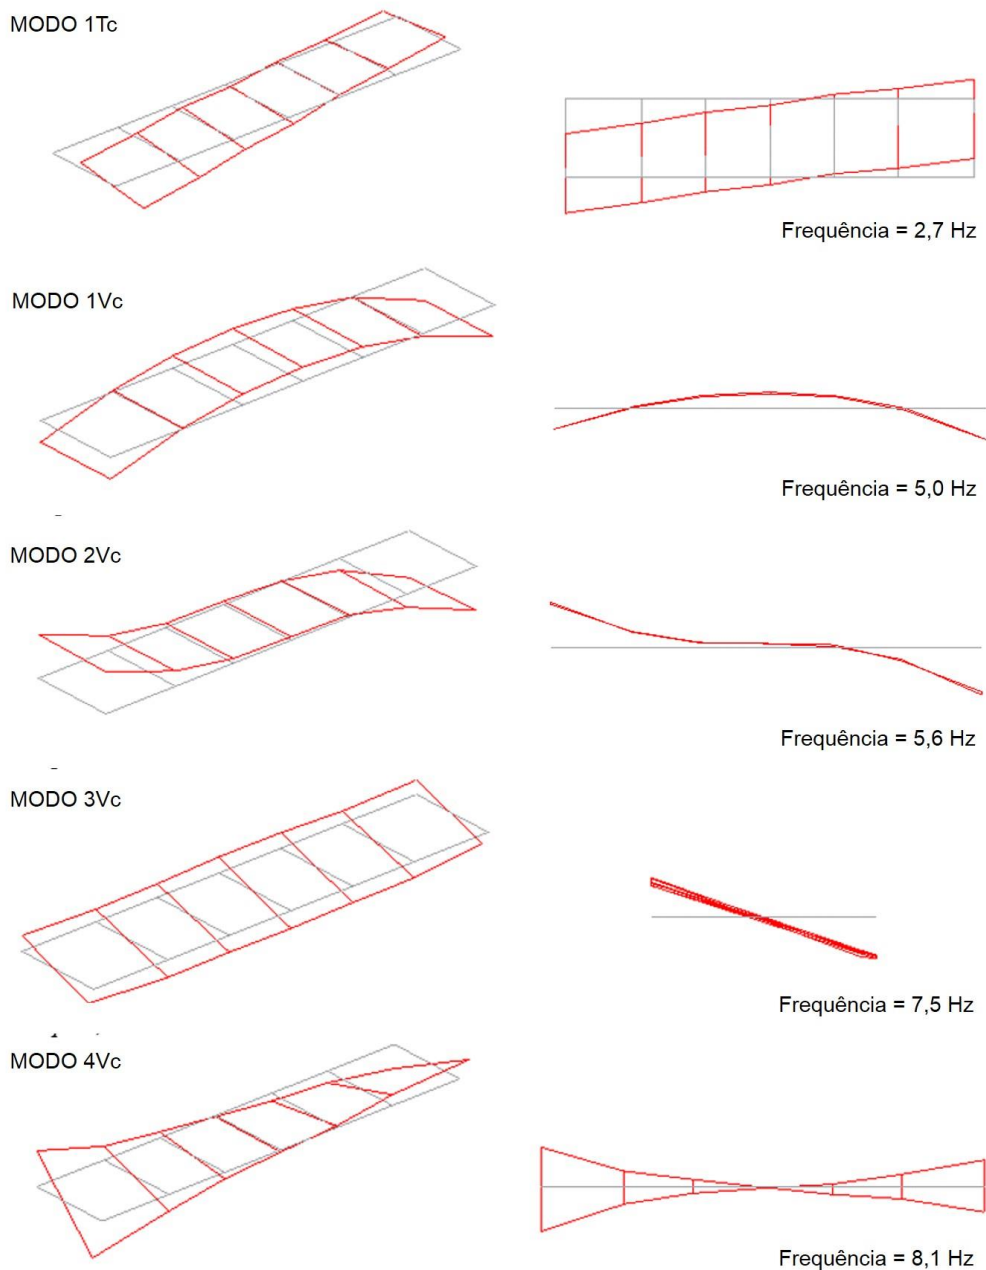 MODO 1Tc
Frequência = 2,7 Hz
MODO 1Vc
Frequência = 5,0 Hz
MODO 2Vc
Frequência = 5,6 Hz
MODO 3Vc
Frequência = 7,5 Hz
MODO 4Vc
Frequência = 8,1 Hz